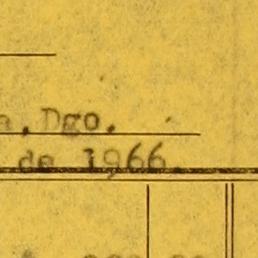 a, Dgo.
de 1966.